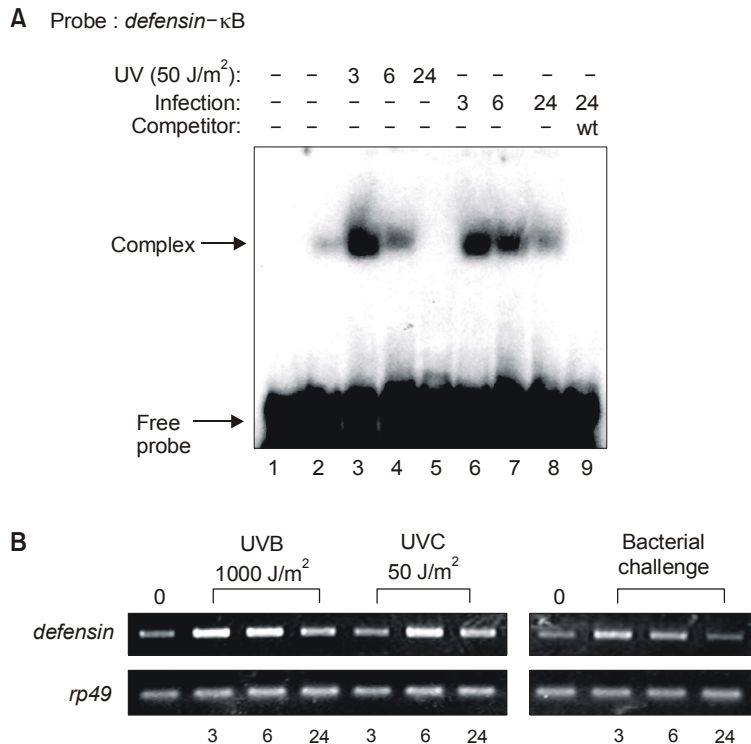 A Probe : defensin−κB
UV (50 J/m²): − − 3 6 24 − − − −
Infection: − − − − − 3 6 24 24
Competitor: − − − − − − − − wt
Complex
Free
probe
1 2 3 4 5 6 7 8 9
B
UVB UVC Bacterial
1000 J/m² 50 J/m² challenge
0 0
defensin
rp49
3 6 24 3 6 24 3 6 24